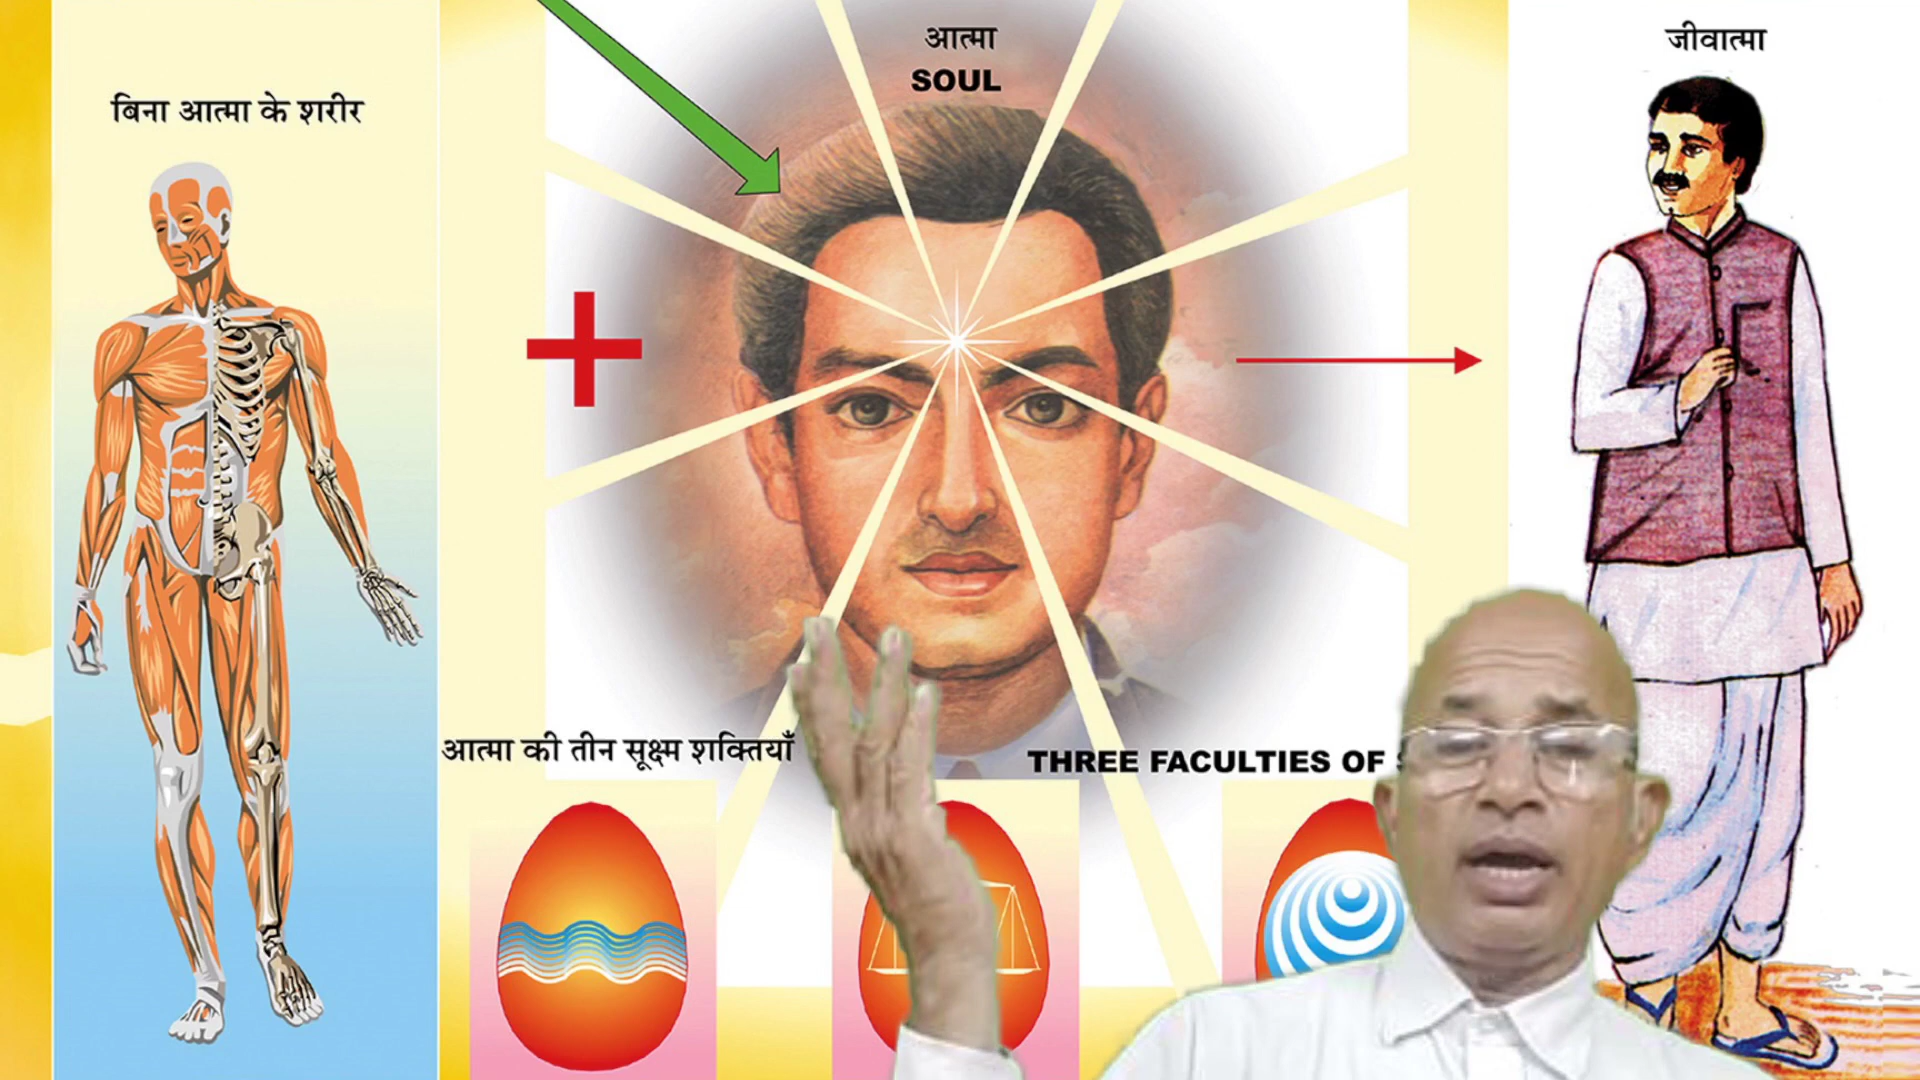 बिना आत्मा के शरीर
आत्मा
SOUL
जीवात्मा
आत्मा की तीन सूक्ष्म शक्तियाँ
THREE FACULTIES OF